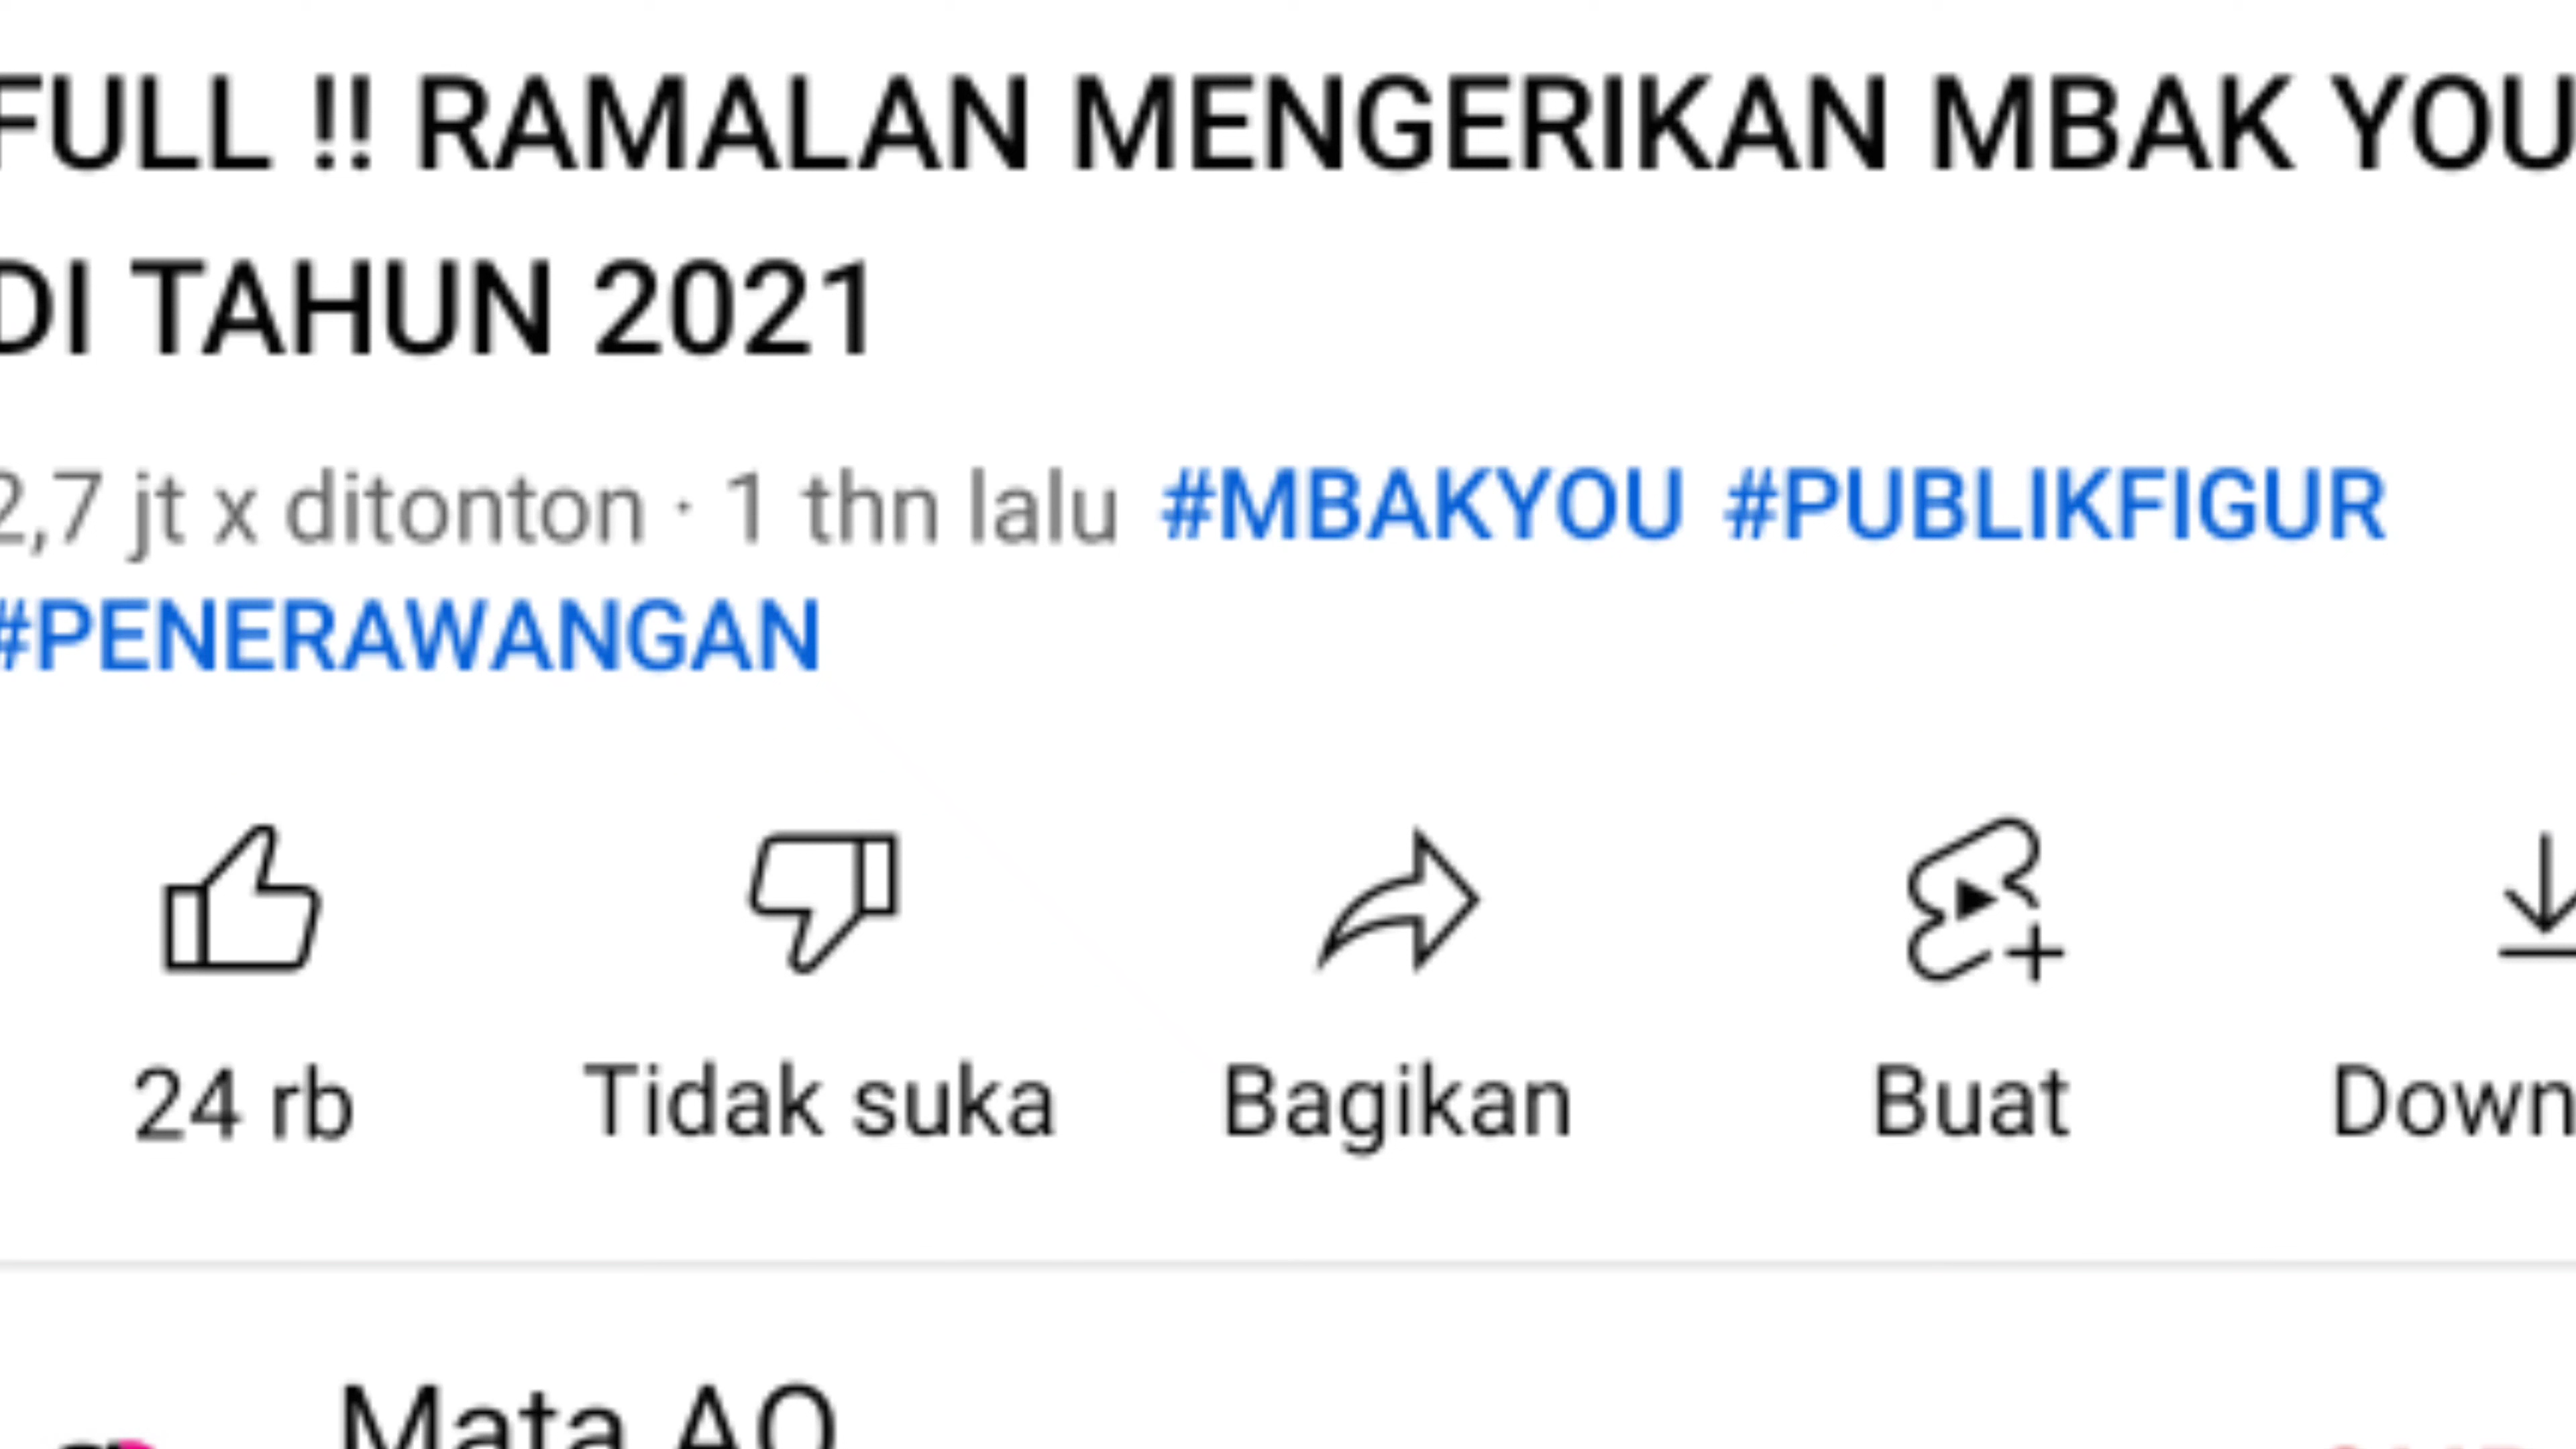 FULL !! RAMALAN MENGERIKAN MBAK YOU
DI TAHUN 2021
2,7 jt x ditonton · 1 thn lalu #MBAKYOU #PUBLIKFIGUR
#PENERAWANGAN
24 rb Tidak suka Bagikan Buat Down
Mata